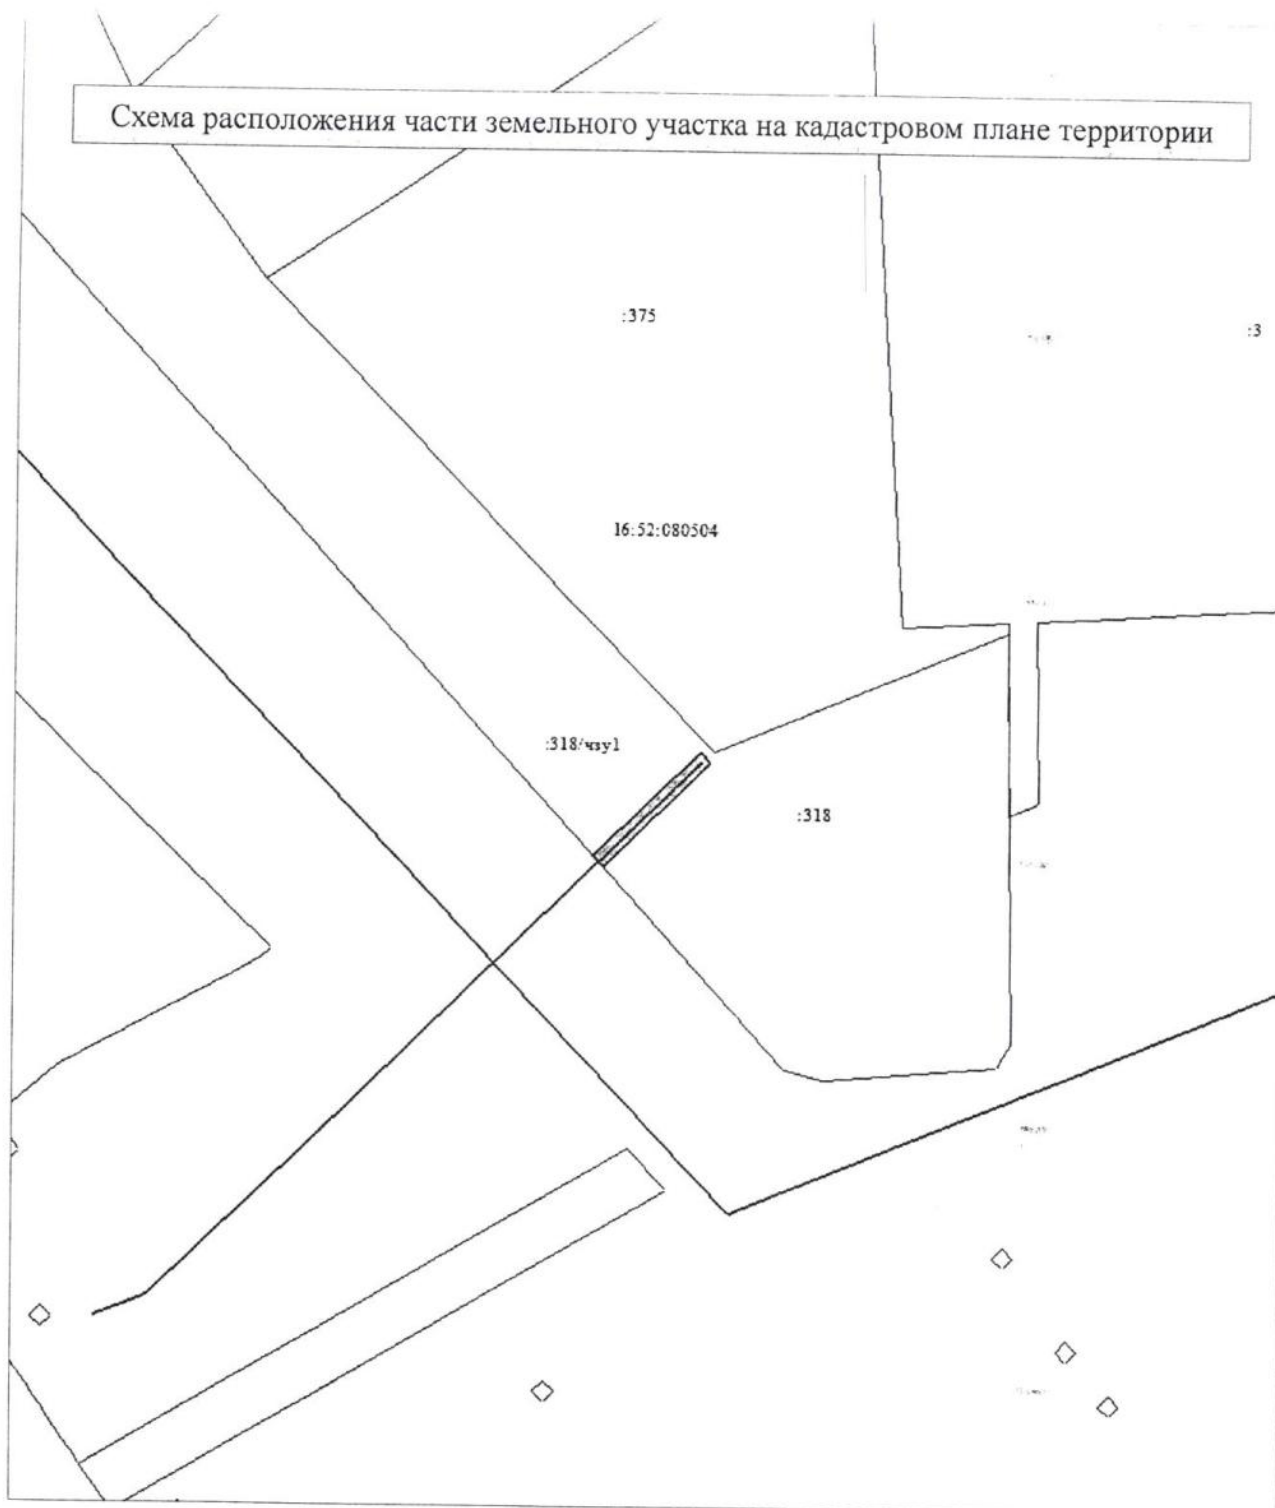 Схема расположения части земельного участка на кадастровом плане территории
:375
:3
16:52:080504
:318/чзу1
:318